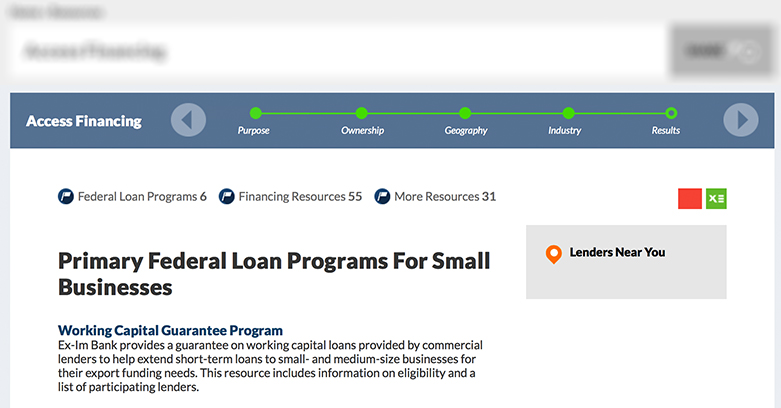 Access Financing
Purpose
Ownership
Geography
Industry
Results
Federal Loan Programs 6
Financing Resources 55
More Resources 31
Lenders Near You
Primary Federal Loan Programs For Small
Businesses
Working Capital Guarantee Program
Ex-Im Bank provides a guarantee on working capital loans provided by commercial
lenders to help extend short-term loans to small- and medium-size businesses for
their export funding needs. This resource includes information on eligibility and a
list of participating lenders.